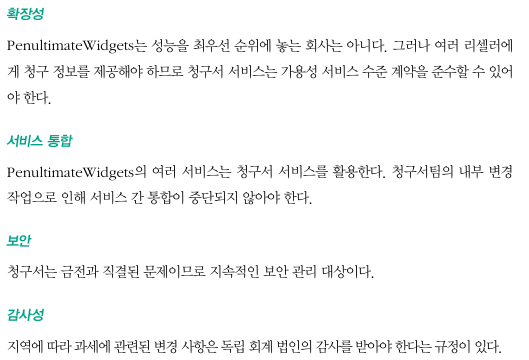 확장성
PenultimateWidgets는 성능을 최우선 순위에 놓는 회사는 아니다. 그러나 여러 리셀러에
게 청구 정보를 제공해야 하므로 청구서 서비스는 가용성 서비스 수준 계약을 준수할 수 있어
야 한다.
서비스 통합
PenultimateWidgets의 여러 서비스는 청구서 서비스를 활용한다. 청구서팀의 내부 변경
작업으로 인해 서비스 간 통합이 중단되지 않아야 한다.
보안
청구서는 금전과 직결된 문제이므로 지속적인 보안 관리 대상이다.
감사성
지역에 따라 과세에 관련된 변경 사항은 독립 회계 법인의 감사를 받아야 한다는 규정이 있다.